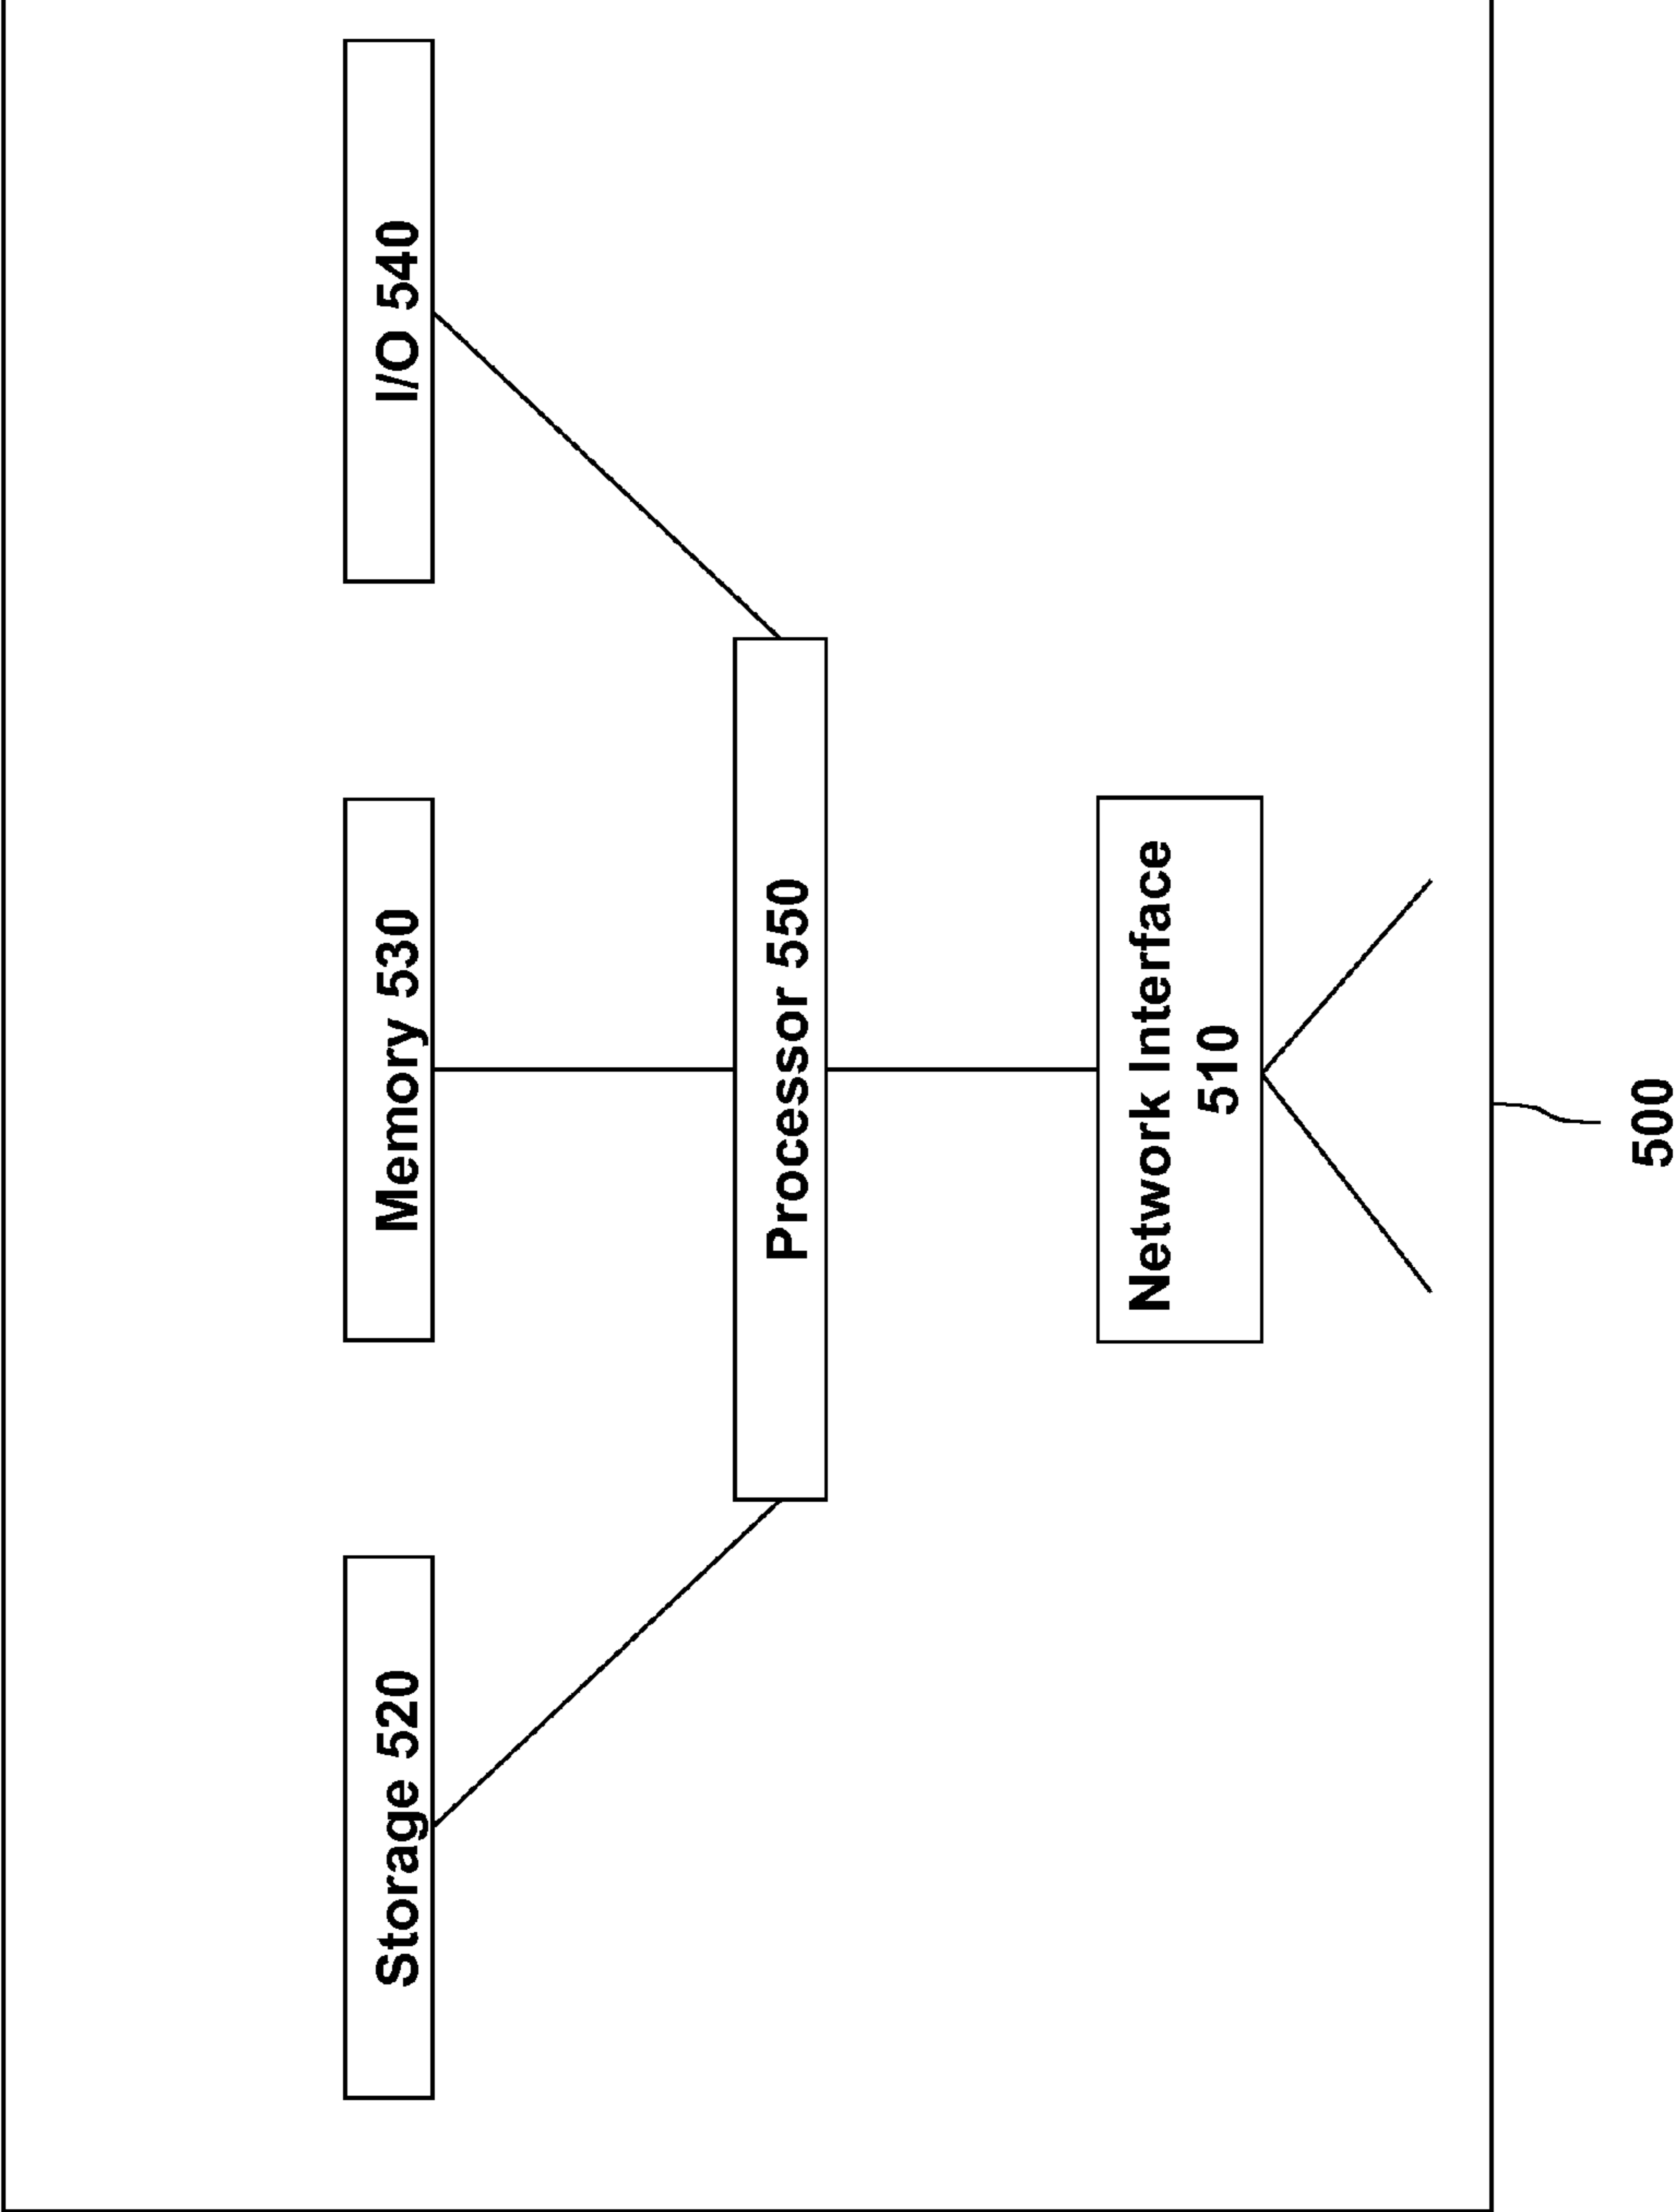 Storage 520
Memory 530
I/O 540
Processor 550
Network Interface
510
500